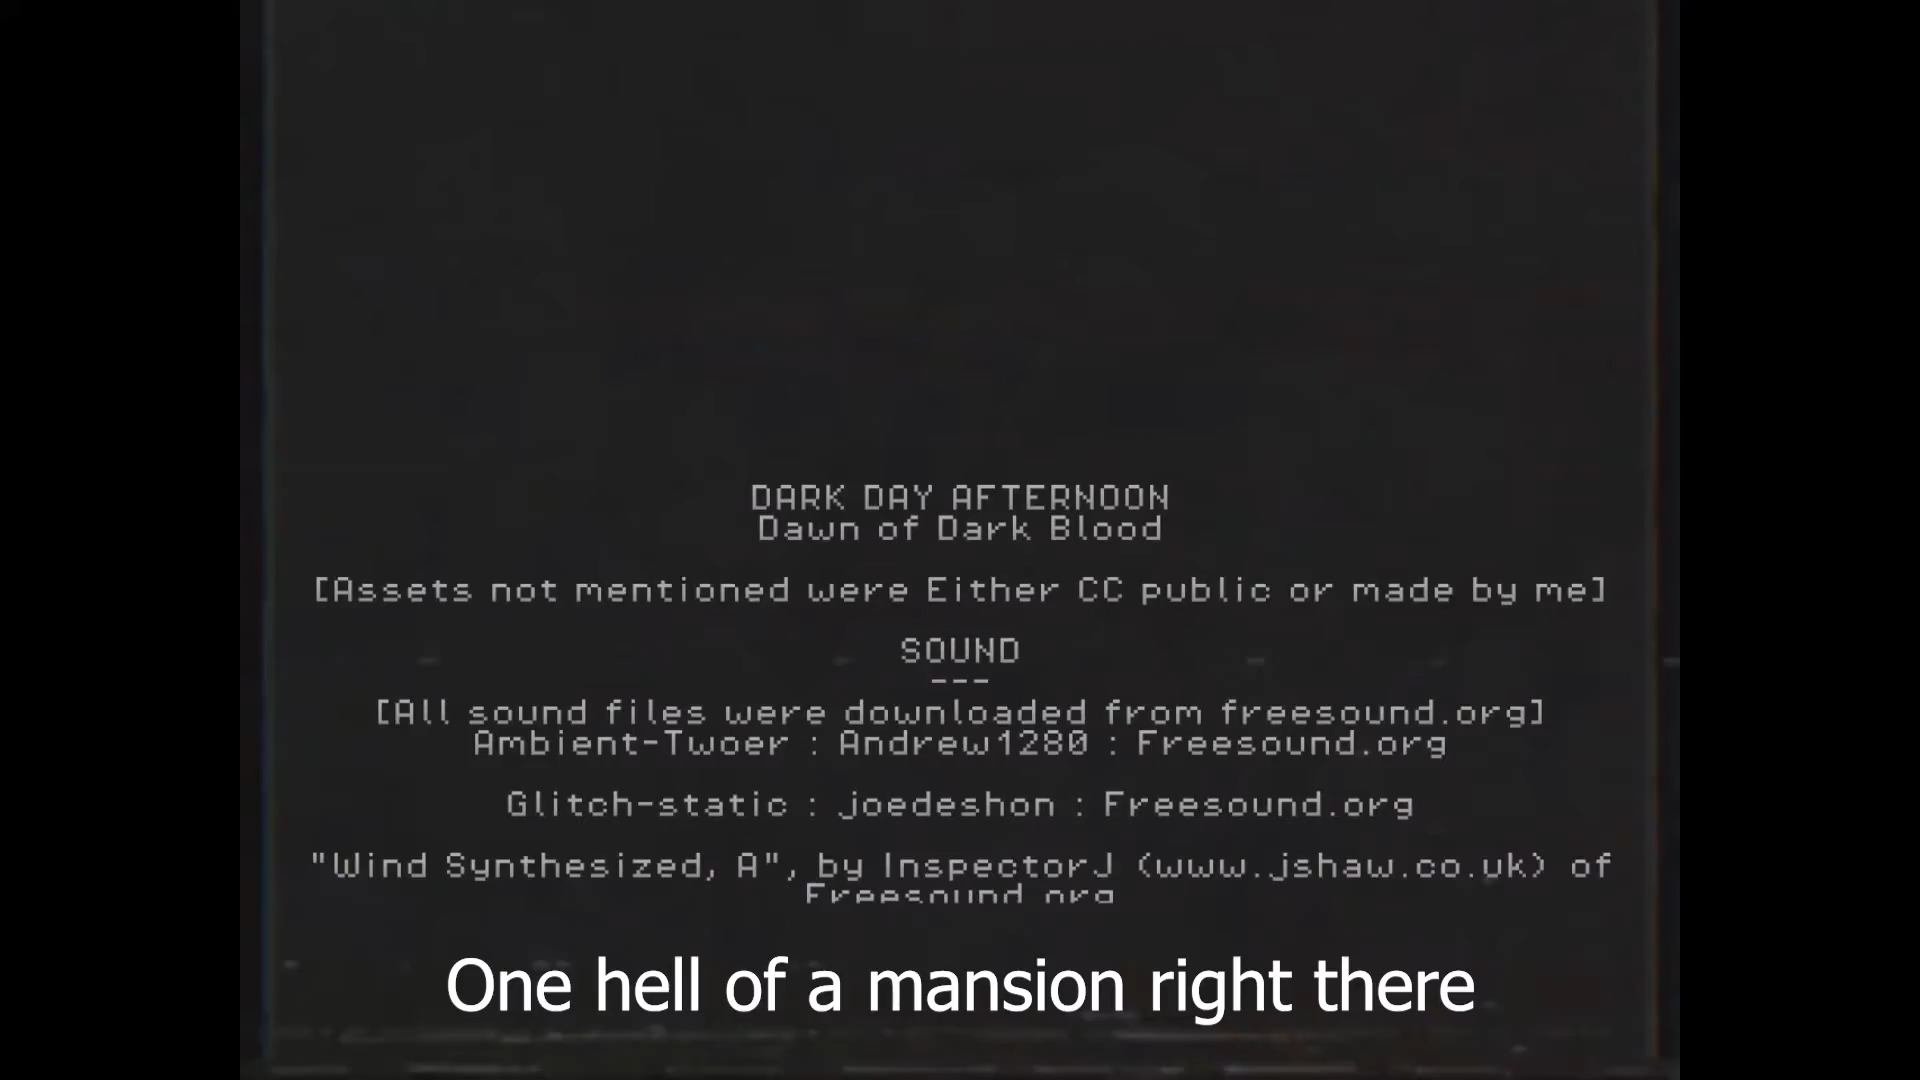 DARK DAY AFTERNOON
Dawn of Dark Blood
[Assets not mentioned were Either CC public or made by me]
SOUND
---
[All sound files were downloaded from freesound.org]
Ambient-Twoer : Andrew1280 : Freesound.org
Glitch-static : joedeshon : Freesound.org
"Wind Synthesized, A", by InspectorJ (www.jshaw.co.uk) of
Freesound.org
One hell of a mansion right there